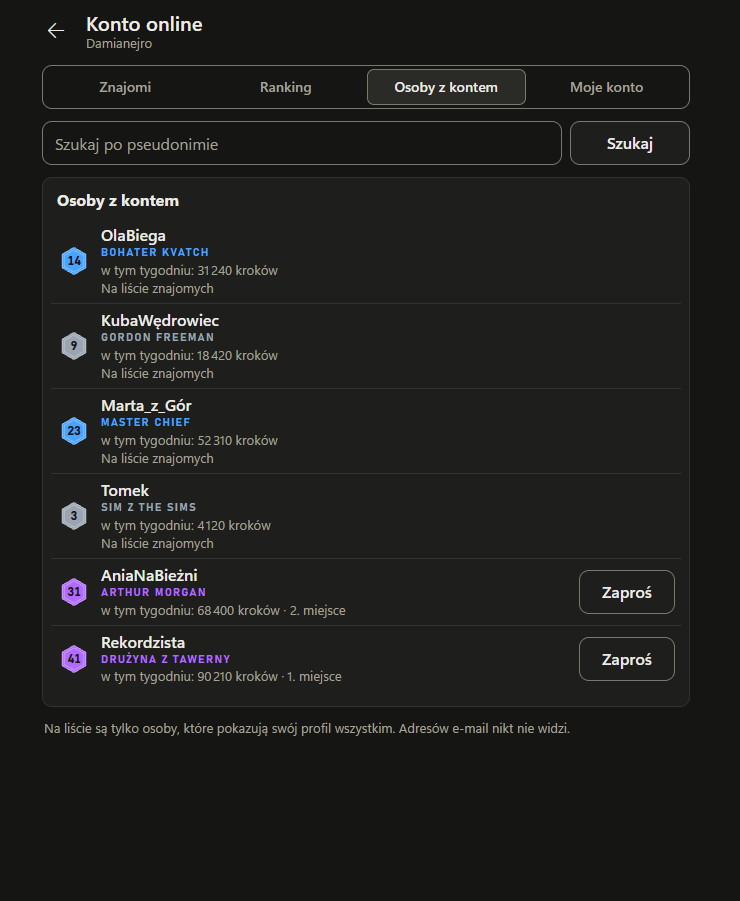 Konto online
Damianejro
Znajomi Ranking Osoby z kontem Moje konto
Szukaj po pseudonimie Szukaj
Osoby z kontem
OlaBiega
14 BOHATER KVATCH
w tym tygodniu: 31 240 kroków
Na liście znajomych
KubaWędrowiec
9 GORDON FREEMAN
w tym tygodniu: 18 420 kroków
Na liście znajomych
Marta_z_Gór
23 MASTER CHIEF
w tym tygodniu: 52 310 kroków
Na liście znajomych
Tomek
3 SIM Z THE SIMS
w tym tygodniu: 4120 kroków
Na liście znajomych
AniaNaBieżni
31 ARTHUR MORGAN Zaproś
w tym tygodniu: 68 400 kroków · 2. miejsce
Rekordzista
41 DRUŻYNA Z TAWERNY Zaproś
w tym tygodniu: 90 210 kroków · 1. miejsce
Na liście są tylko osoby, które pokazują swój profil wszystkim. Adresów e-mail nikt nie widzi.